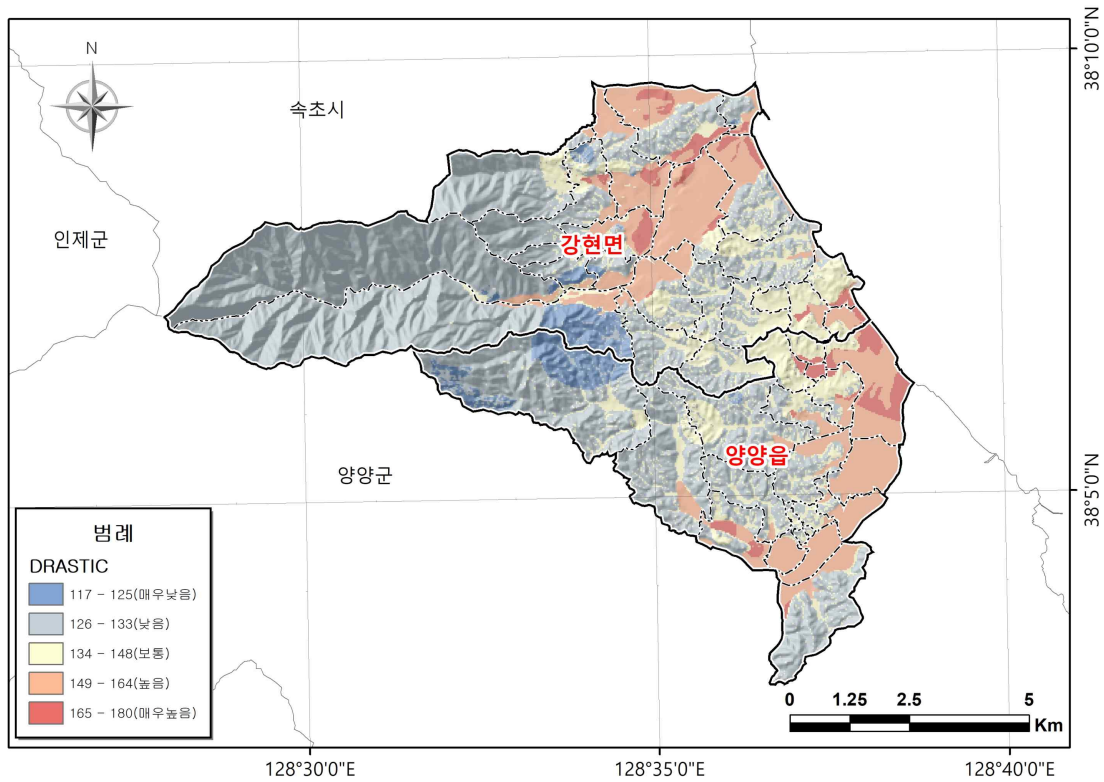 N
속초시
인제군
강현면
양양읍
양양군
38°10'0"N
38°5'0"N
범례
DRASTIC
117 - 125(매우낮음)
126 - 133(낮음)
134 - 148(보통)
149 - 164(높음)
165 - 180(매우높음)
0 1.25 2.5 5
Km
128°30'0"E 128°35'0"E 128°40'0"E